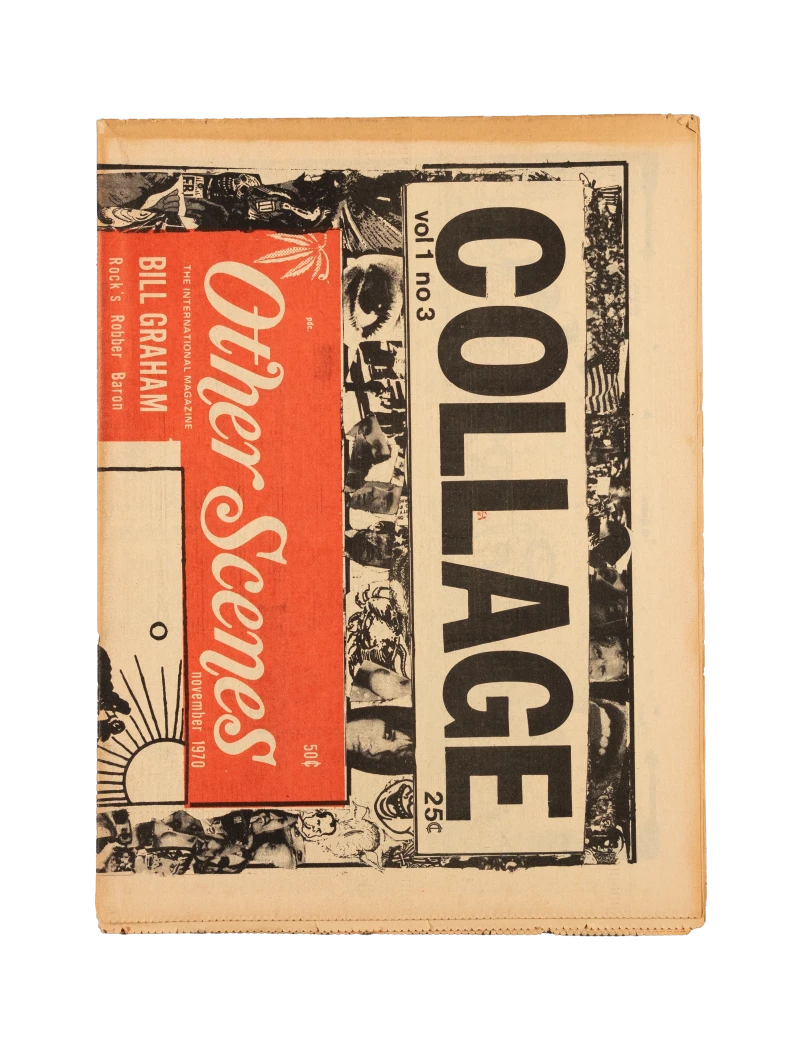 COLLAGE
vol 1 no 3
25¢
pdc.
50¢
Other Scenes
THE INTERNATIONAL MAGAZINE
november 1970
BILL GRAHAM
Rock's Robber Baron